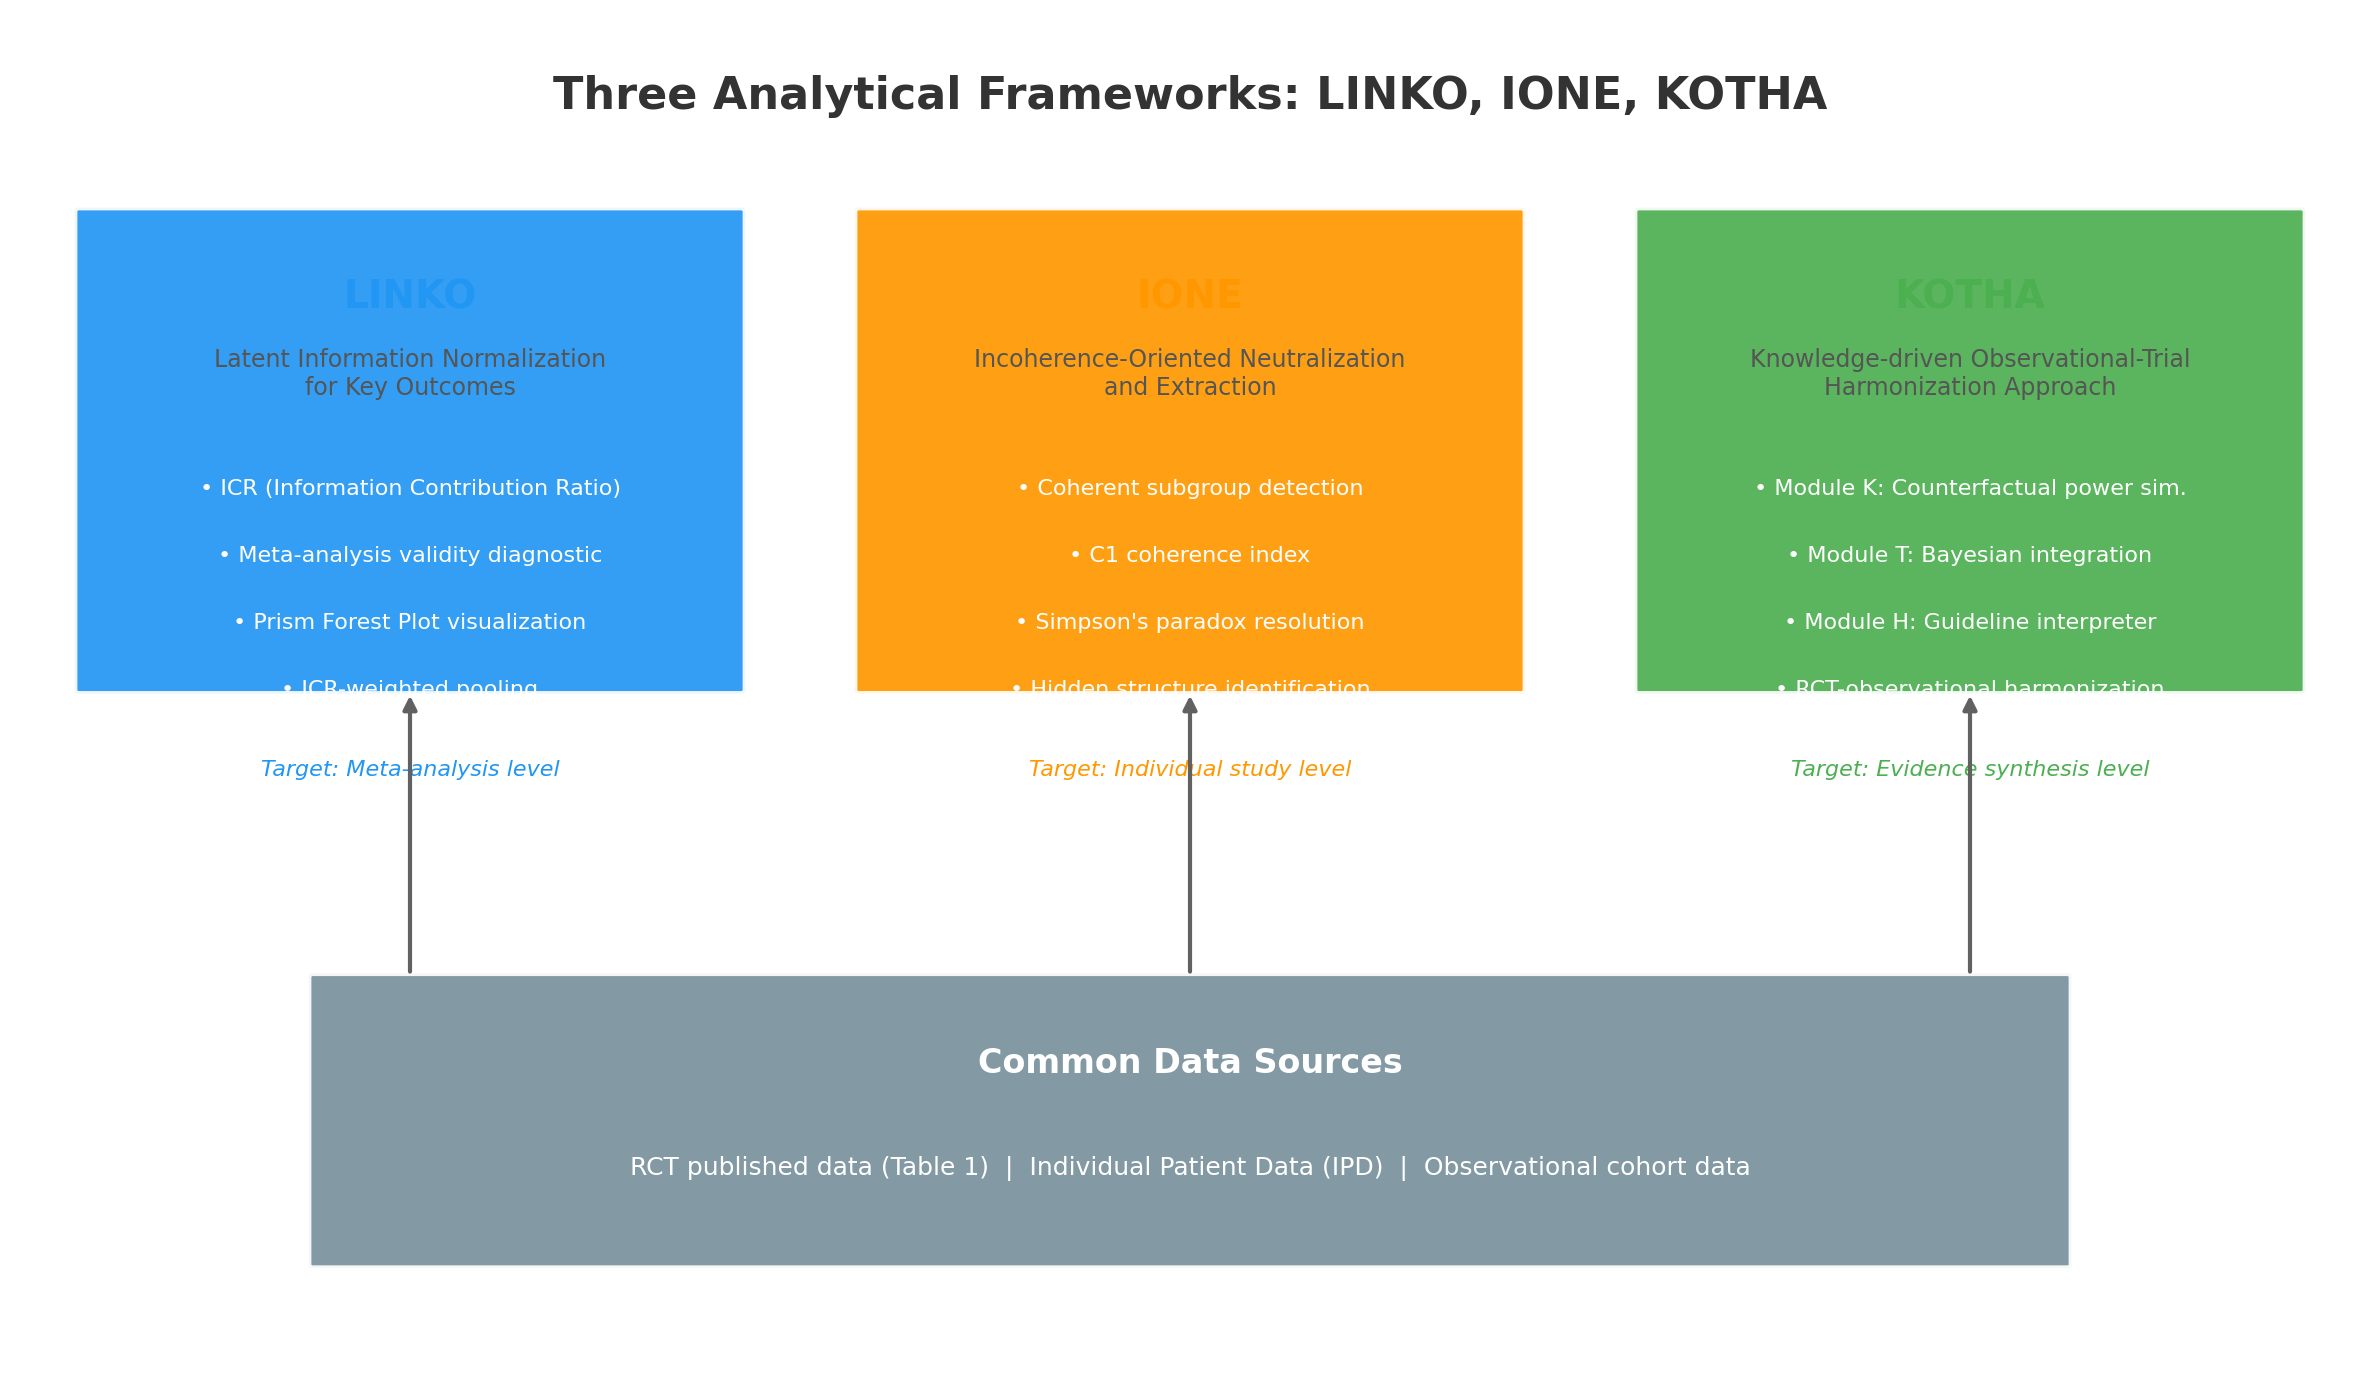 Three Analytical Frameworks: LINKO, IONE, KOTHA
LINKO
Latent Information Normalization
for Key Outcomes
• ICR (Information Contribution Ratio)
• Meta-analysis validity diagnostic
• Prism Forest Plot visualization
• ICR-weighted pooling
Target: Meta-analysis level
IONE
Incoherence-Oriented Neutralization
and Extraction
• Coherent subgroup detection
• C1 coherence index
• Simpson's paradox resolution
• Hidden structure identification
Target: Individual study level
KOTHA
Knowledge-driven Observational-Trial
Harmonization Approach
• Module K: Counterfactual power sim.
• Module T: Bayesian integration
• Module H: Guideline interpreter
• RCT-observational harmonization
Target: Evidence synthesis level
Common Data Sources
RCT published data (Table 1) | Individual Patient Data (IPD) | Observational cohort data